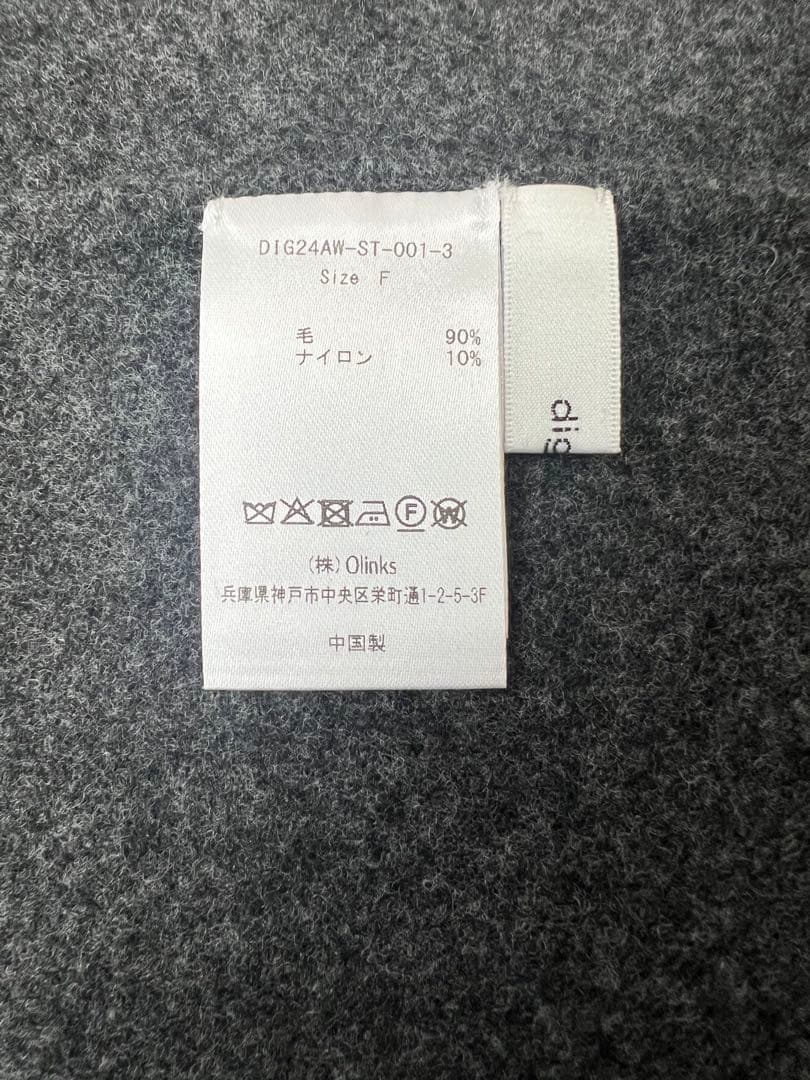 DIG24AW-ST-001-3
Size F
毛 90%
ナイロン 10%
F W
(株)Olinks
兵庫県神戸市中央区栄町通1-2-5-3F
中国製
dig